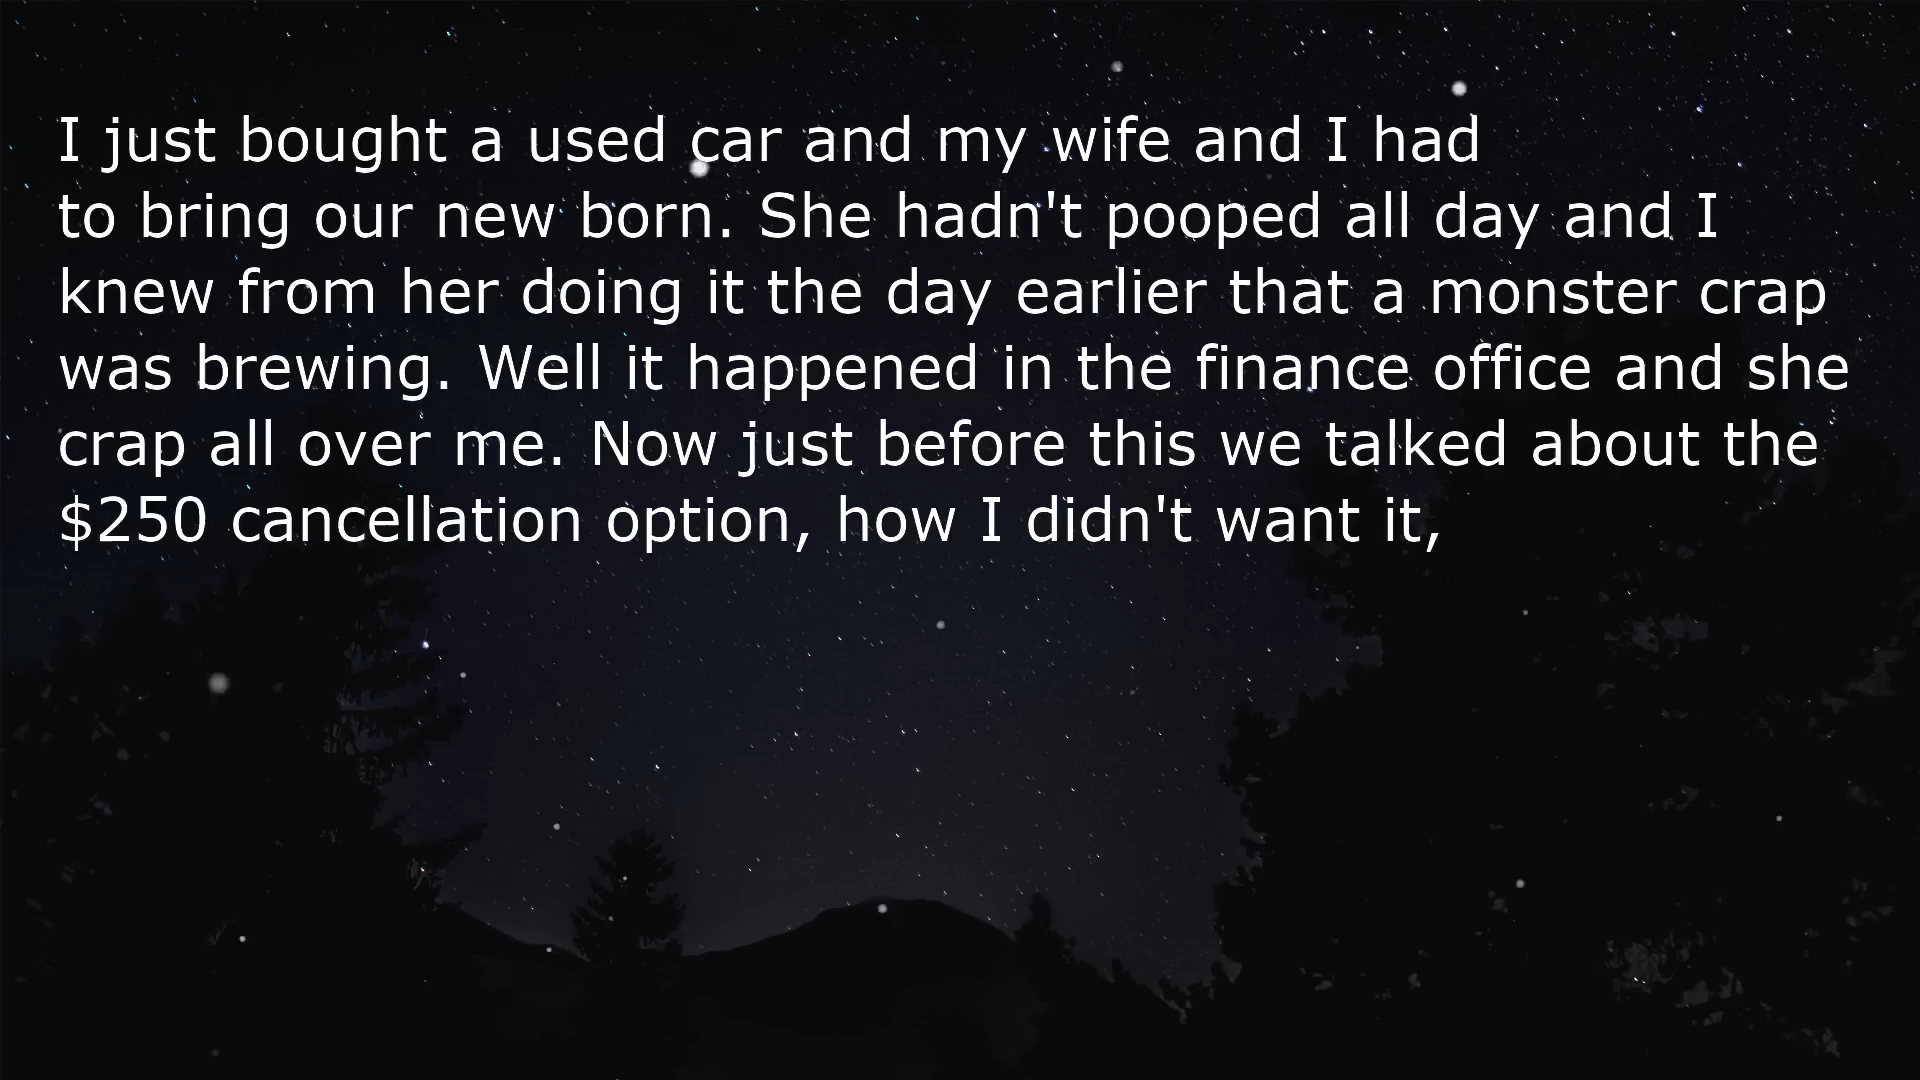 I just bought a used car and my wife and I had
to bring our new born. She hadn't pooped all day and I
knew from her doing it the day earlier that a monster crap
was brewing. Well it happened in the finance office and she
crap all over me. Now just before this we talked about the
$250 cancellation option, how I didn't want it,